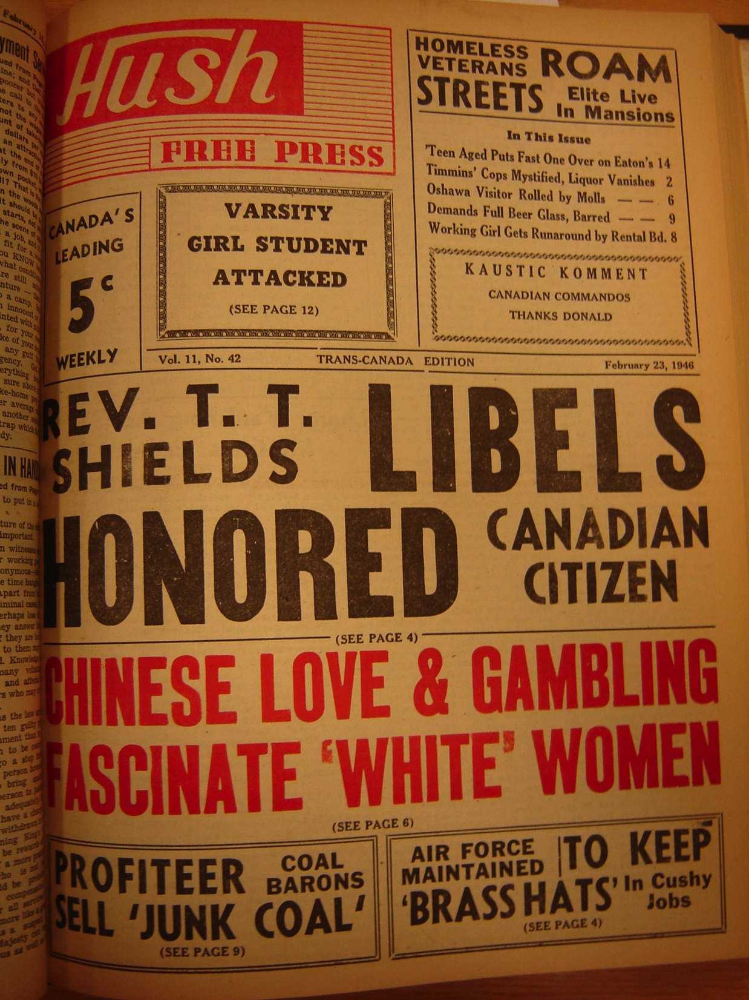 Hush
FREE PRESS
HOMELESS
VETERANS
ROAM
STREETS
Elite Live
In Mansions
In This Issue
'Teen Aged Puts Fast One Over on Eaton's 14
Timmins' Cops Mystified, Liquor Vanishes 2
Oshawa Visitor Rolled by Molls — — 6
Demands Full Beer Glass, Barred — — 9
Working Girl Gets Runaround by Rental Bd. 8
KAUSTIC KOMMENT
CANADIAN COMMANDOS
THANKS DONALD
CANADA'S
LEADING
5c
WEEKLY
VARSITY
GIRL STUDENT
ATTACKED
(SEE PAGE 12)
Vol. 11, No. 42 TRANS-CANADA EDITION February 23, 1946
REV. T. T.
SHIELDS
LIBELS
HONORED
CANADIAN
CITIZEN
(SEE PAGE 4)
CHINESE LOVE & GAMBLING
FASCINATE 'WHITE' WOMEN
(SEE PAGE 6)
PROFITEER
COAL
BARONS
SELL 'JUNK COAL'
(SEE PAGE 9)
AIR FORCE
MAINTAINED
TO KEEP
'BRASS HATS'
In Cushy
Jobs
(SEE PAGE 4)